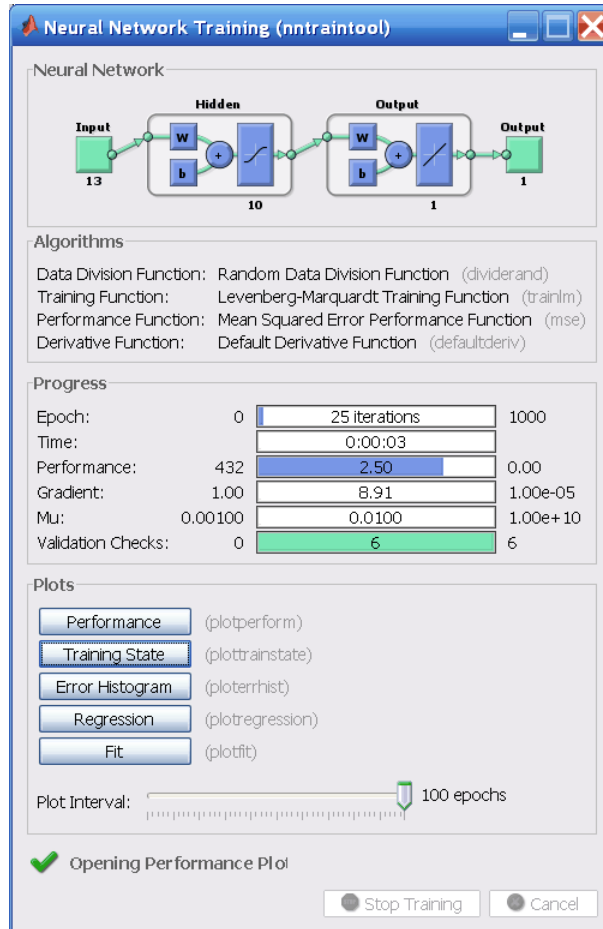 Neural Network Training (nntraintool)
Neural Network
Hidden Output
Input Output
W W
+ +
b b
13 1
10 1
Algorithms
Data Division Function: Random Data Division Function (dividerand)
Training Function: Levenberg-Marquardt Training Function (trainlm)
Performance Function: Mean Squared Error Performance Function (mse)
Derivative Function: Default Derivative Function (defaultderiv)
Progress
Epoch: 0 25 iterations 1000
Time: 0:00:03
Performance: 432 2.50 0.00
Gradient: 1.00 8.91 1.00e-05
Mu: 0.00100 0.0100 1.00e+10
Validation Checks: 0 6 6
Plots
Performance (plotperform)
Training State (plottrainstate)
Error Histogram (ploterrhist)
Regression (plotregression)
Fit (plotfit)
Plot Interval: 100 epochs
Opening Performance Plot
Stop Training Cancel